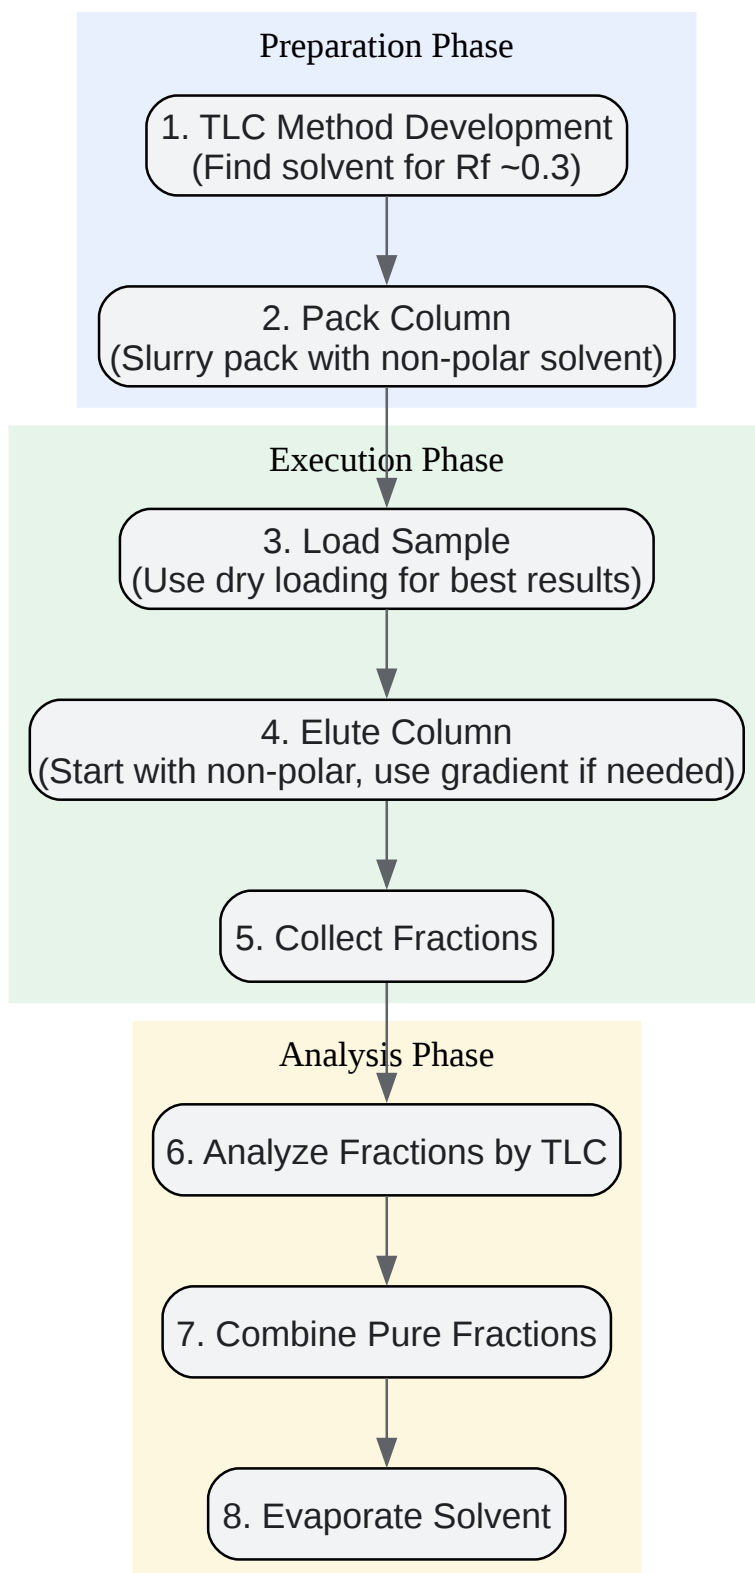 Preparation Phase
1. TLC Method Development
(Find solvent for Rf ~0.3)
2. Pack Column
(Slurry pack with non-polar solvent)
Execution Phase
3. Load Sample
(Use dry loading for best results)
4. Elute Column
(Start with non-polar, use gradient if needed)
5. Collect Fractions
Analysis Phase
6. Analyze Fractions by TLC
7. Combine Pure Fractions
8. Evaporate Solvent